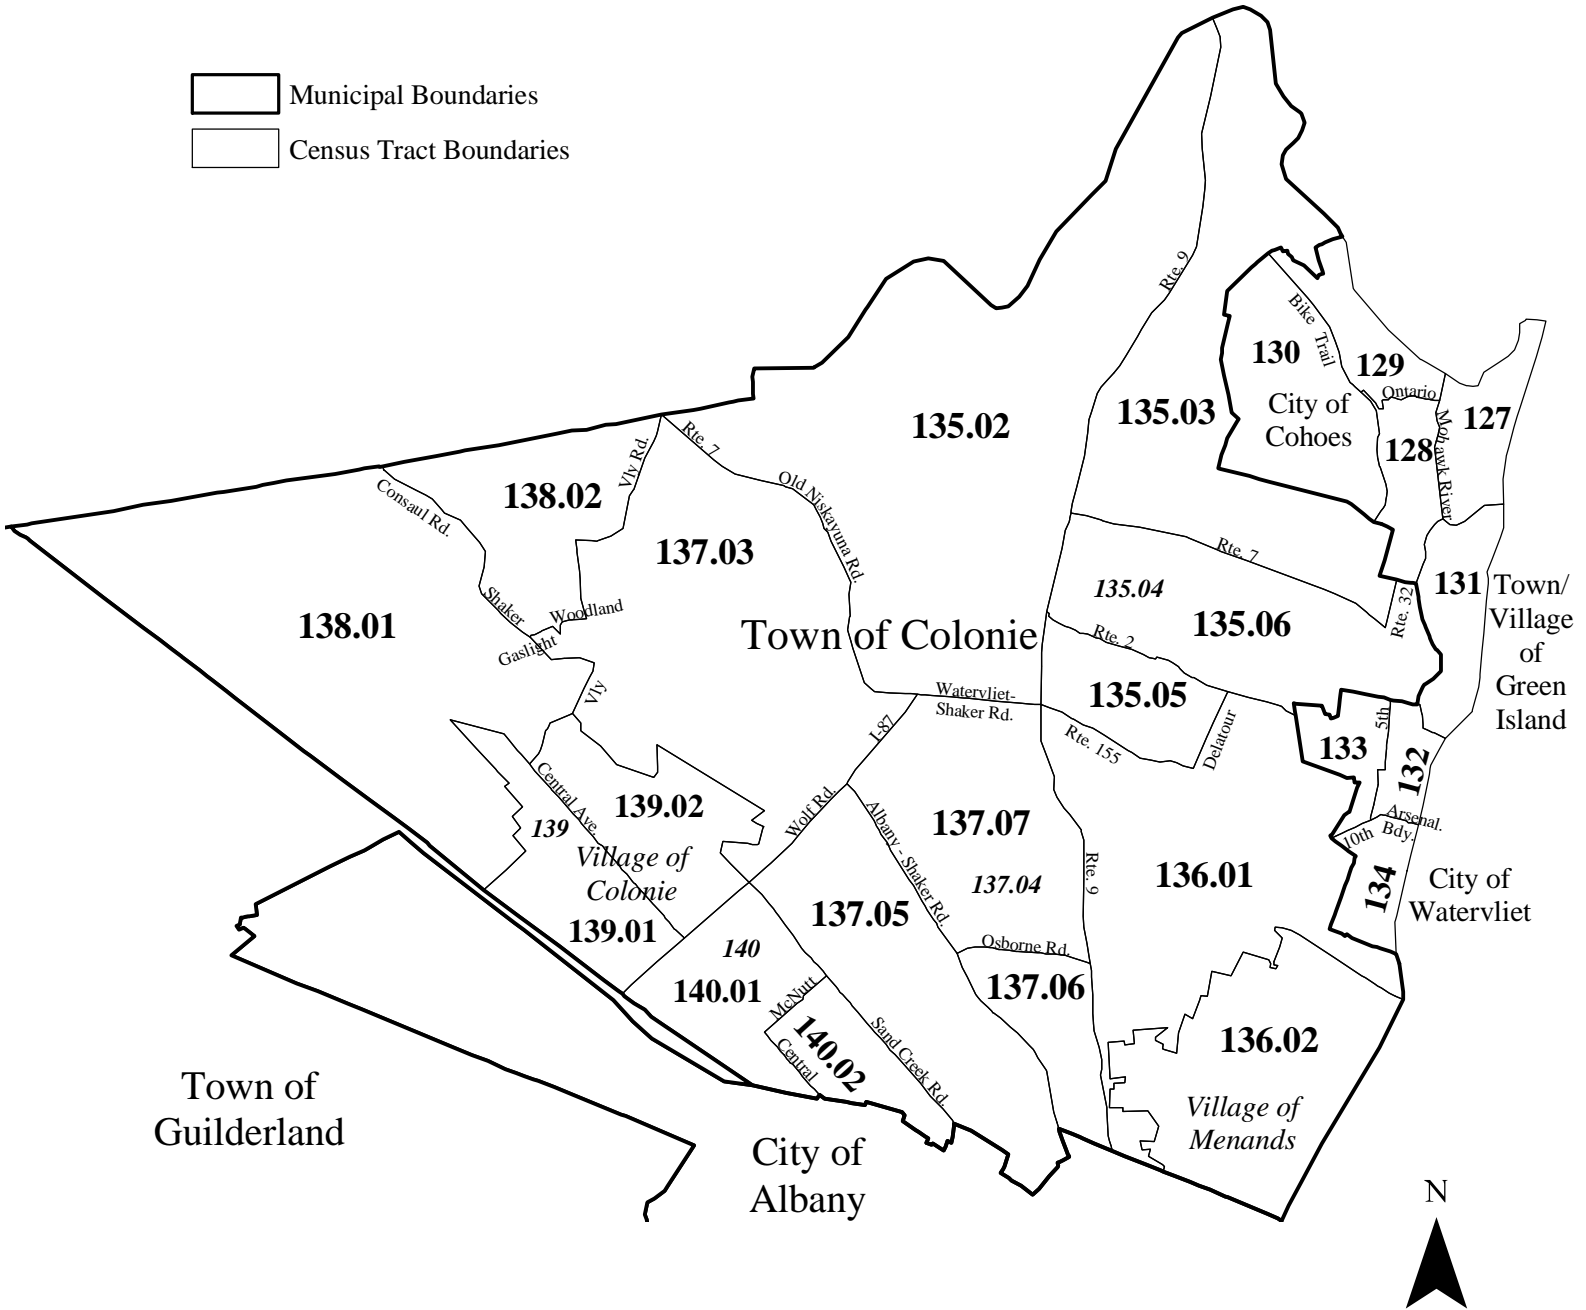 Municipal Boundaries
Census Tract Boundaries
Rte. 9
Bike Trail
130
129
City of
Cohoes
Ontario
135.02
135.03
127
128
Mohawk River
Rte. 7
Vly Rd.
Consaul Rd.
138.02
Old Niskayuna Rd.
137.03
Rte. 7
135.04
131
Town/
Village
of
Green
Island
Rte. 32
138.01
Shaker
Woodland
Gaslight
Town of Colonie
Rte. 2
135.06
Vly
Watervliet-
Shaker Rd.
135.05
I-87
Rte. 155
Delatour
5th
133
132
Central Ave.
139.02
139
Wolf Rd.
Albany - Shaker Rd.
137.07
Arsenal.
Bdy.
10th
Village of
Colonie
137.04
Rte. 9
136.01
134
City of
Watervliet
139.01
137.05
140
Osborne Rd.
140.01
McNutt
137.06
140.02
Central
Sand Creek Rd.
136.02
Town of
Guilderland
Village of
Menands
City of
Albany
N